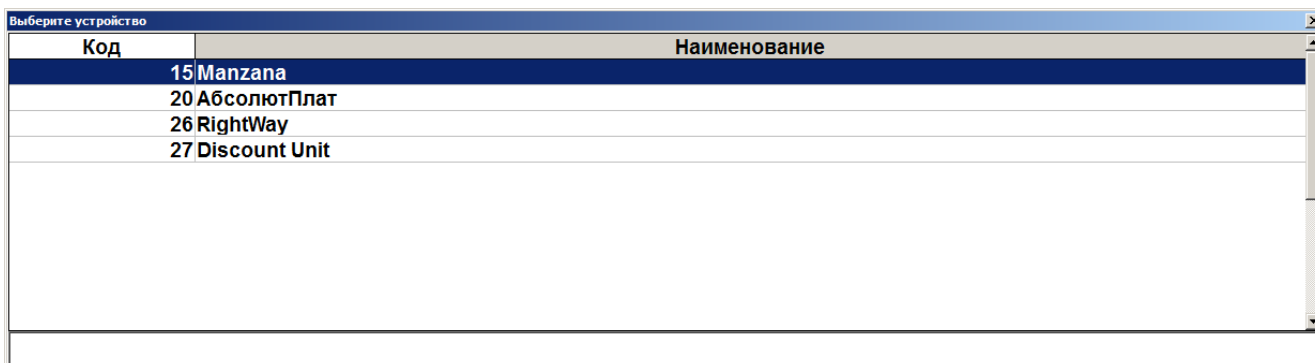 Выберите устройство
Код Наименование
15 Manzana
20 АбсолютПлат
26 RightWay
27 Discount Unit